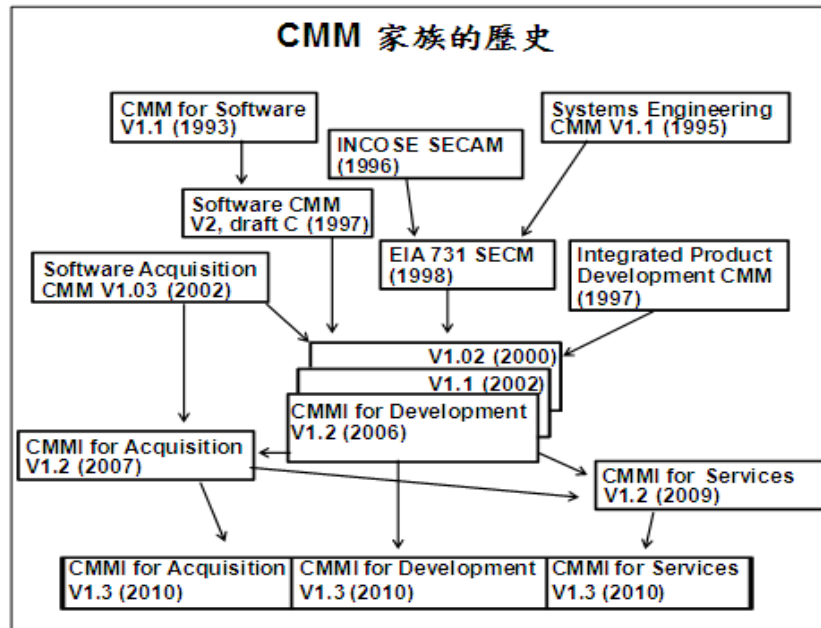 CMM 家族的歷史
CMM for Software
V1.1 (1993)
Systems Engineering
CMM V1.1 (1995)
INCOSE SECAM
(1996)
Software CMM
V2, draft C (1997)
EIA 731 SECM
(1998)
Integrated Product
Development CMM
(1997)
Software Acquisition
CMM V1.03 (2002)
V1.02 (2000)
V1.1 (2002)
CMMI for Development
V1.2 (2006)
CMMI for Acquisition
V1.2 (2007)
CMMI for Services
V1.2 (2009)
CMMI for Acquisition
V1.3 (2010)
CMMI for Development
V1.3 (2010)
CMMI for Services
V1.3 (2010)